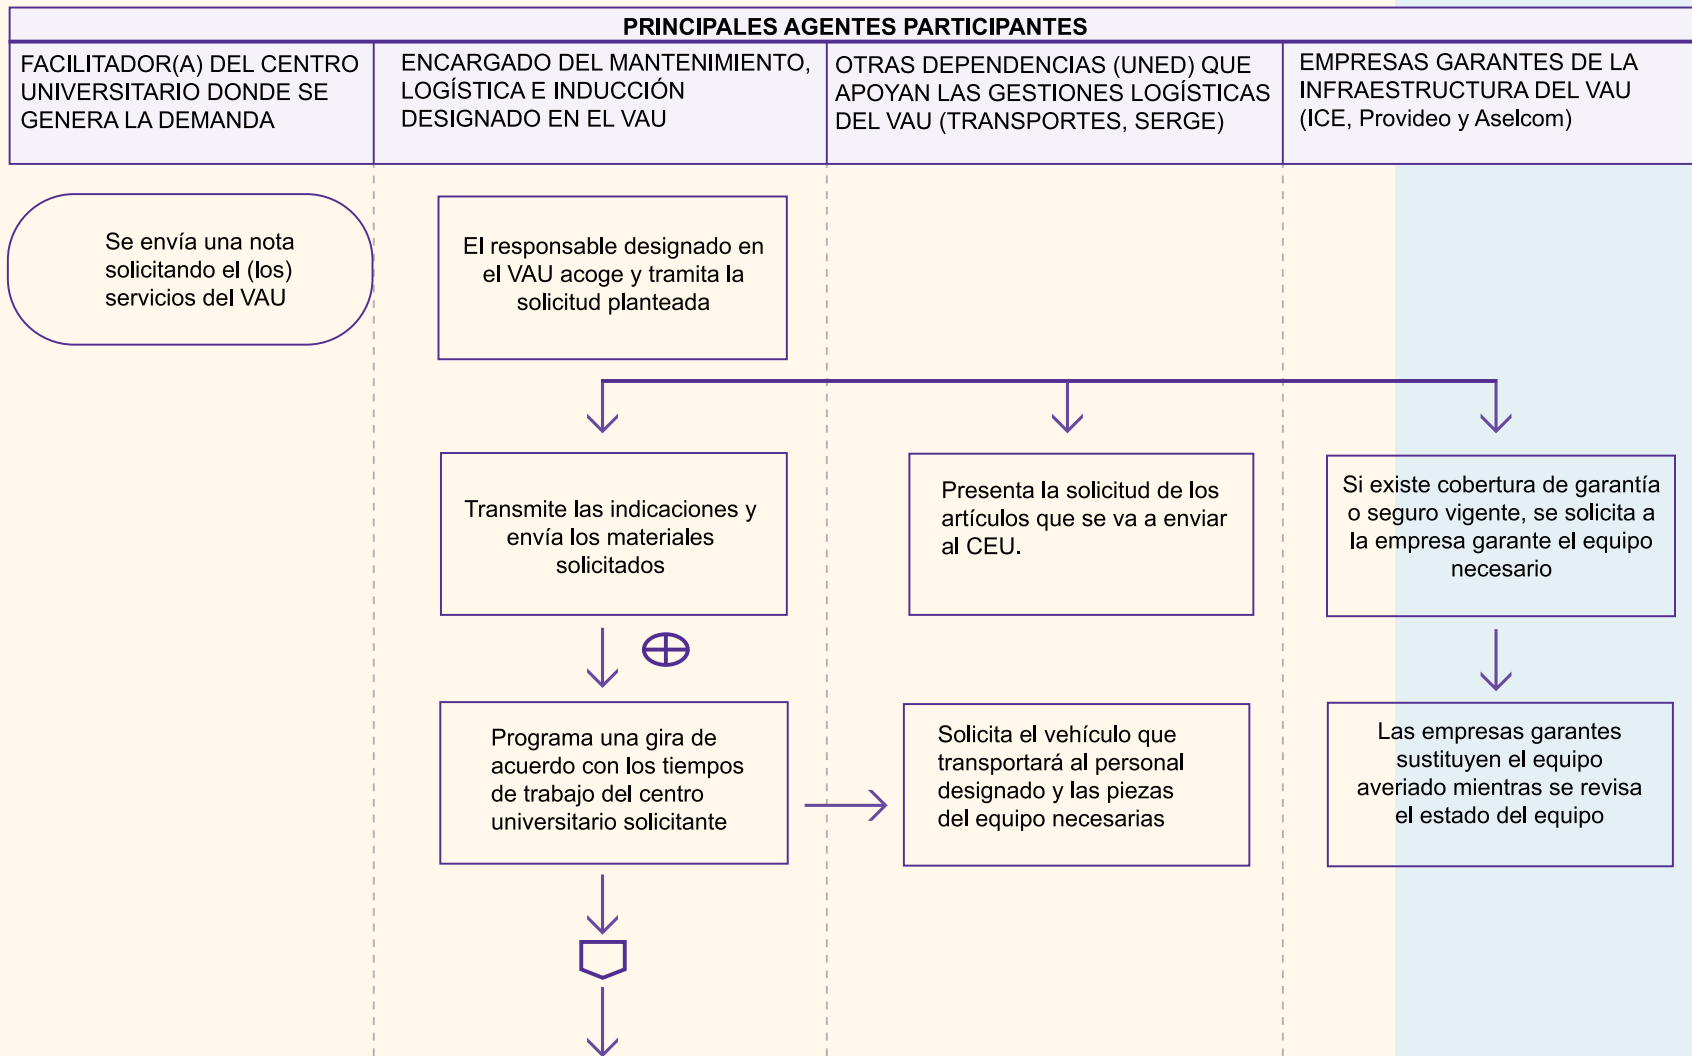 PRINCIPALES AGENTES PARTICIPANTES
FACILITADOR(A) DEL CENTRO
UNIVERSITARIO DONDE SE
GENERA LA DEMANDA
ENCARGADO DEL MANTENIMIENTO,
LOGÍSTICA E INDUCCIÓN
DESIGNADO EN EL VAU
OTRAS DEPENDENCIAS (UNED) QUE
APOYAN LAS GESTIONES LOGÍSTICAS
DEL VAU (TRANSPORTES, SERGE)
EMPRESAS GARANTES DE LA
INFRAESTRUCTURA DEL VAU
(ICE, Provideo y Aselcom)
Se envía una nota
solicitando el (los)
servicios del VAU
El responsable designado en
el VAU acoge y tramita la
solicitud planteada
Transmite las indicaciones y
envía los materiales
solicitados
Presenta la solicitud de los
artículos que se va a enviar
al CEU.
Si existe cobertura de garantía
o seguro vigente, se solicita a
la empresa garante el equipo
necesario
Programa una gira de
acuerdo con los tiempos
de trabajo del centro
universitario solicitante
Solicita el vehículo que
transportará al personal
designado y las piezas
del equipo necesarias
Las empresas garantes
sustituyen el equipo
averiado mientras se revisa
el estado del equipo